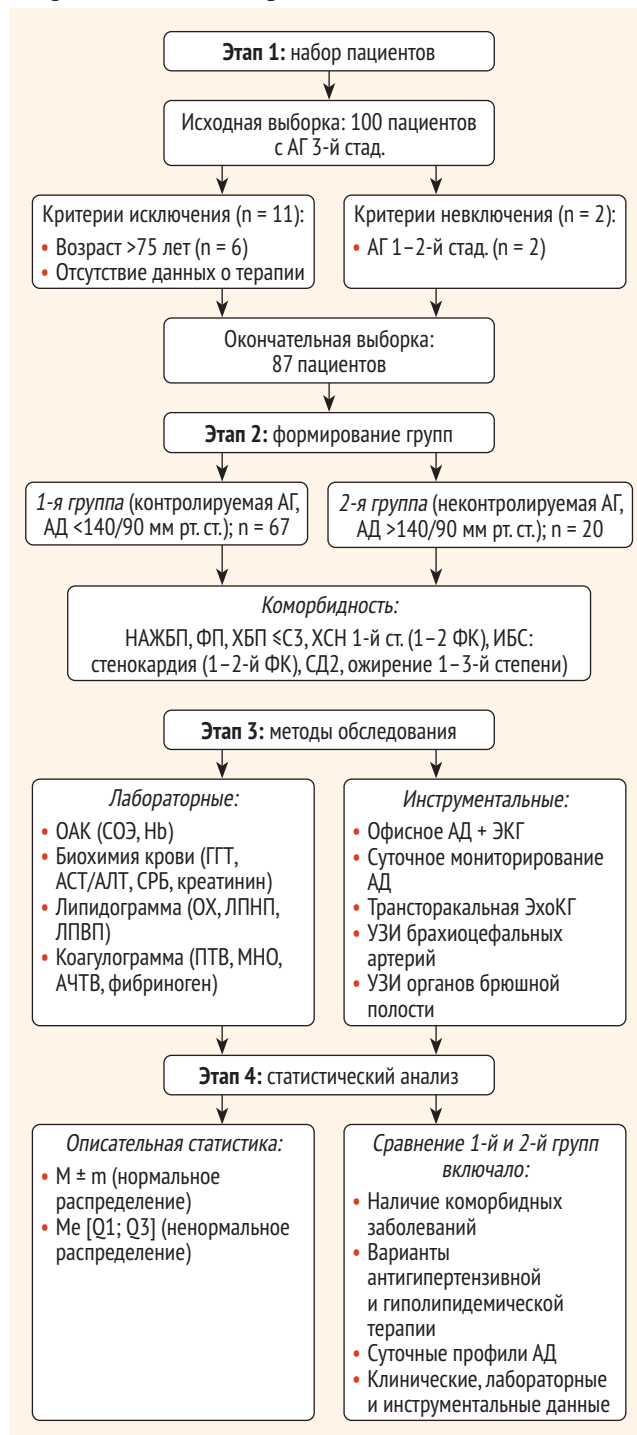 Этап 1: набор пациентов
Исходная выборка: 100 пациентов
с АГ 3-й стад.
Критерии исключения (n = 11):
• Возраст >75 лет (n = 6)
• Отсутствие данных о терапии
Критерии невключения (n = 2):
• АГ 1–2-й стад. (n = 2)
Окончательная выборка:
87 пациентов
Этап 2: формирование групп
1-я группа (контролируемая АГ,
АД <140/90 мм рт. ст.); n = 67
2-я группа (неконтролируемая АГ,
АД >140/90 мм рт. ст.); n = 20
Коморбидность:
НАЖБП, ФП, ХБП ≤С3, ХСН 1-й ст. (1–2 ФК), ИБС:
стенокардия (1–2-й ФК), СД2, ожирение 1–3-й степени)
Этап 3: методы обследования
Лабораторные:
• ОАК (СОЭ, Hb)
• Биохимия крови (ГГТ,
АСТ/АЛТ, СРБ, креатинин)
• Липидограмма (ОХ, ЛПНП,
ЛПВП)
• Коагулограмма (ПТВ, МНО,
АЧТВ, фибриноген)
Инструментальные:
• Офисное АД + ЭКГ
• Суточное мониторирование
АД
• Трансторакальная ЭхоКГ
• УЗИ брахиоцефальных
артерий
• УЗИ органов брюшной
полости
Этап 4: статистический анализ
Описательная статистика:
• M ± m (нормальное
распределение)
• Me [Q1; Q3] (ненормальное
распределение)
Сравнение 1-й и 2-й групп
включало:
• Наличие коморбидных
заболеваний
• Варианты
антигипертензивной
и гиполипидемической
терапии
• Суточные профили АД
• Клинические, лабораторные
и инструментальные данные